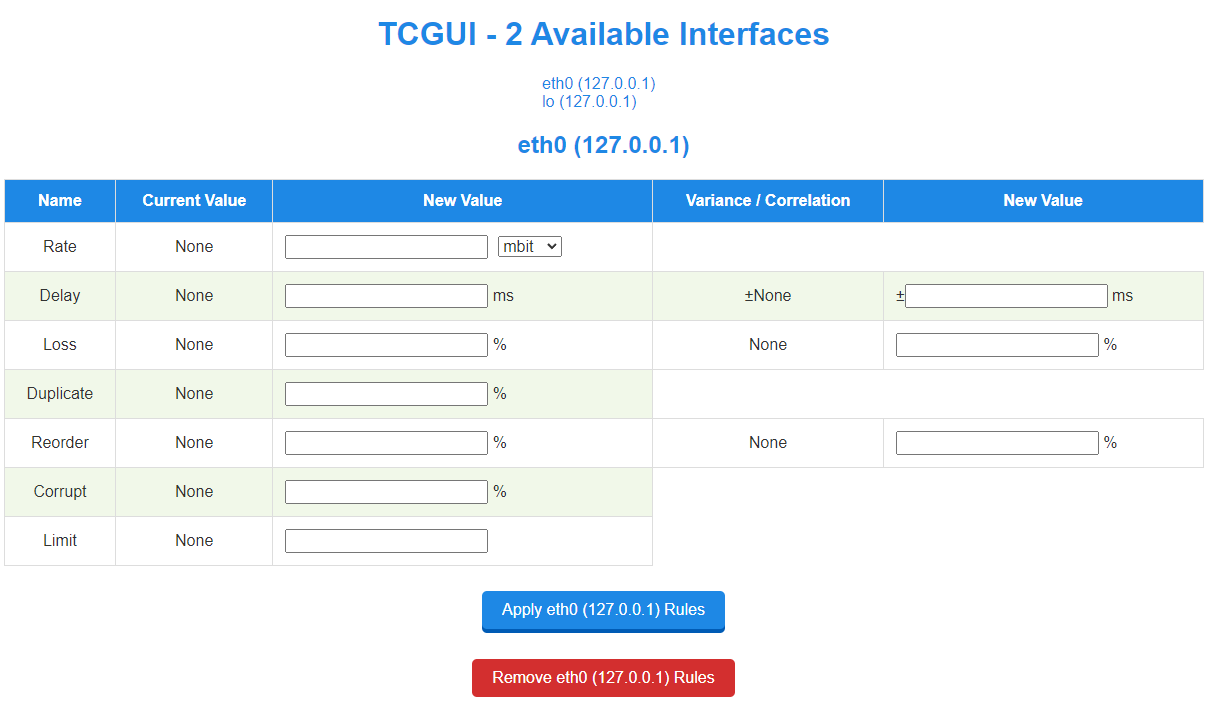 TCGUI - 2 Available Interfaces
eth0 (127.0.0.1)
lo (127.0.0.1)
eth0 (127.0.0.1)
Name Current Value New Value Variance / Correlation New Value
Rate None mbit
Delay None ms ±None ± ms
Loss None % None %
Duplicate None %
Reorder None % None %
Corrupt None %
Limit None
Apply eth0 (127.0.0.1) Rules
Remove eth0 (127.0.0.1) Rules